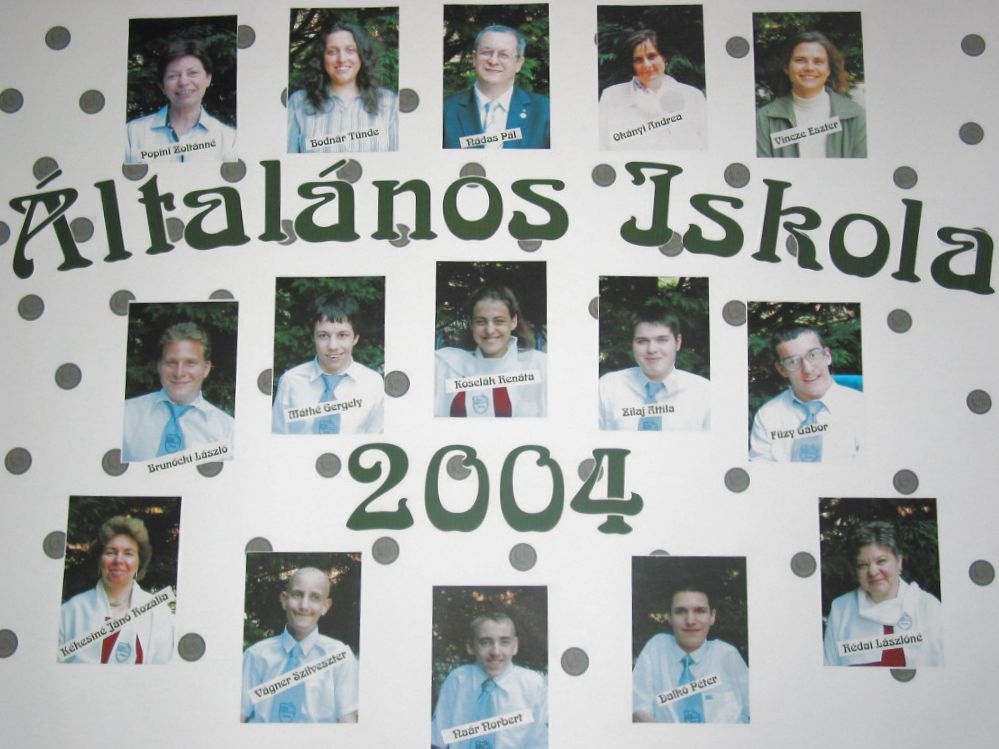 Popini Zoltánné
Bodnár Tünde
Nádas Pál
Okányi Andrea
Vincze Eszter
Általános Iskola
Brunócki László
Máthé Gergely
Koselák Renáta
Zilaj Attila
Füzy Gábor
2004
Kékesiné Jánó Rozália
Vágner Szilveszter
Naár Norbert
Dalkó Péter
Rédai Lászlóné